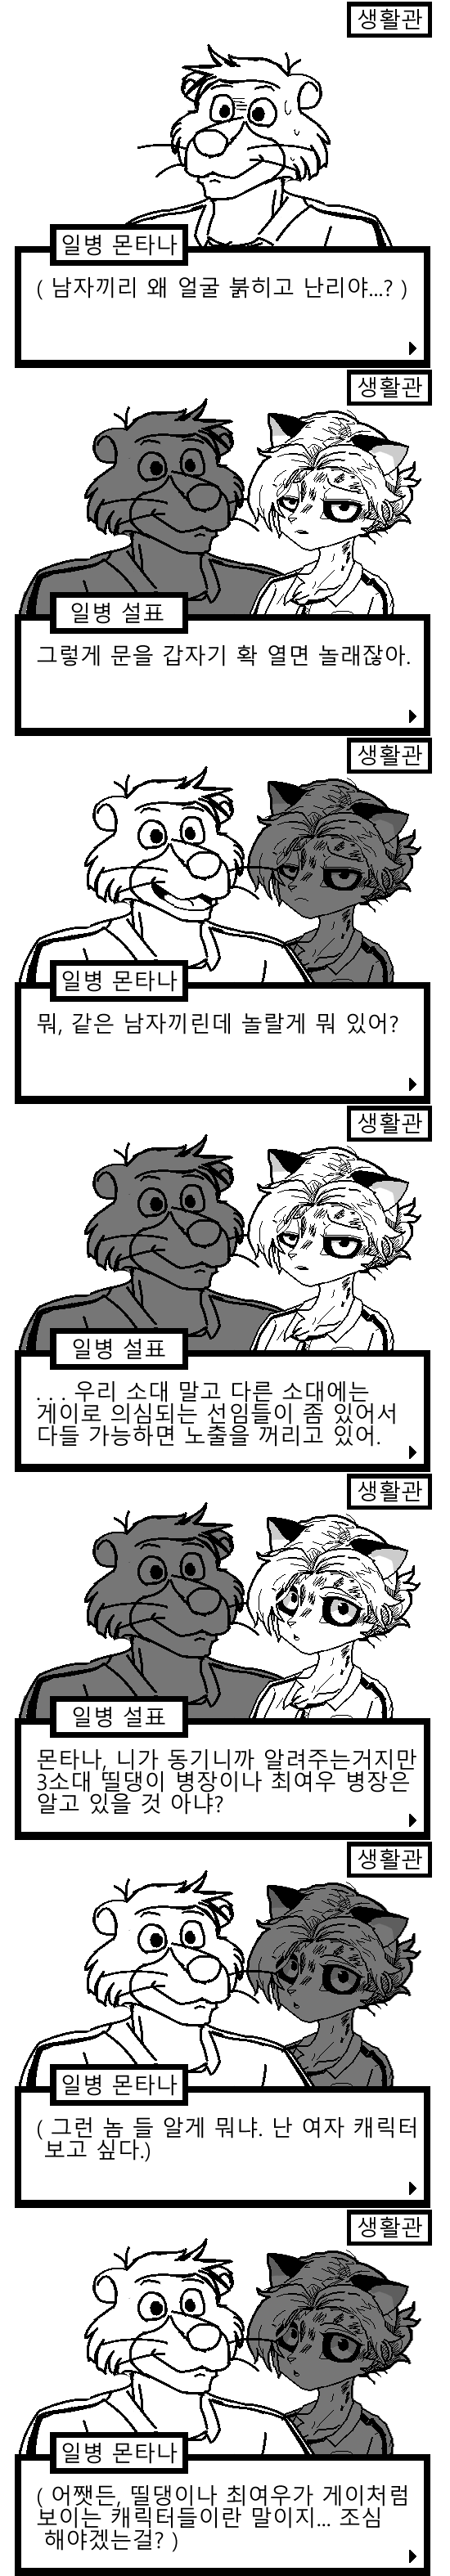 생활관
일병 몬타나
( 남자끼리 왜 얼굴 붉히고 난리야...? )
생활관
일병 설표
그렇게 문을 갑자기 확 열면 놀래잖아.
생활관
일병 몬타나
뭐, 같은 남자끼린데 놀랄게 뭐 있어?
생활관
일병 설표
. . . 우리 소대 말고 다른 소대에는
게이로 의심되는 선임들이 좀 있어서
다들 가능하면 노출을 꺼리고 있어.
생활관
일병 설표
몬타나, 니가 동기니까 알려주는거지만
3소대 띨댕이 병장이나 최여우 병장은
알고 있을 것 아냐?
생활관
일병 몬타나
( 그런 놈 들 알게 뭐냐. 난 여자 캐릭터
보고 싶다.)
생활관
일병 몬타나
( 어쨋든, 띨댕이나 최여우가 게이처럼
보이는 캐릭터들이란 말이지... 조심
해야겠는걸? )